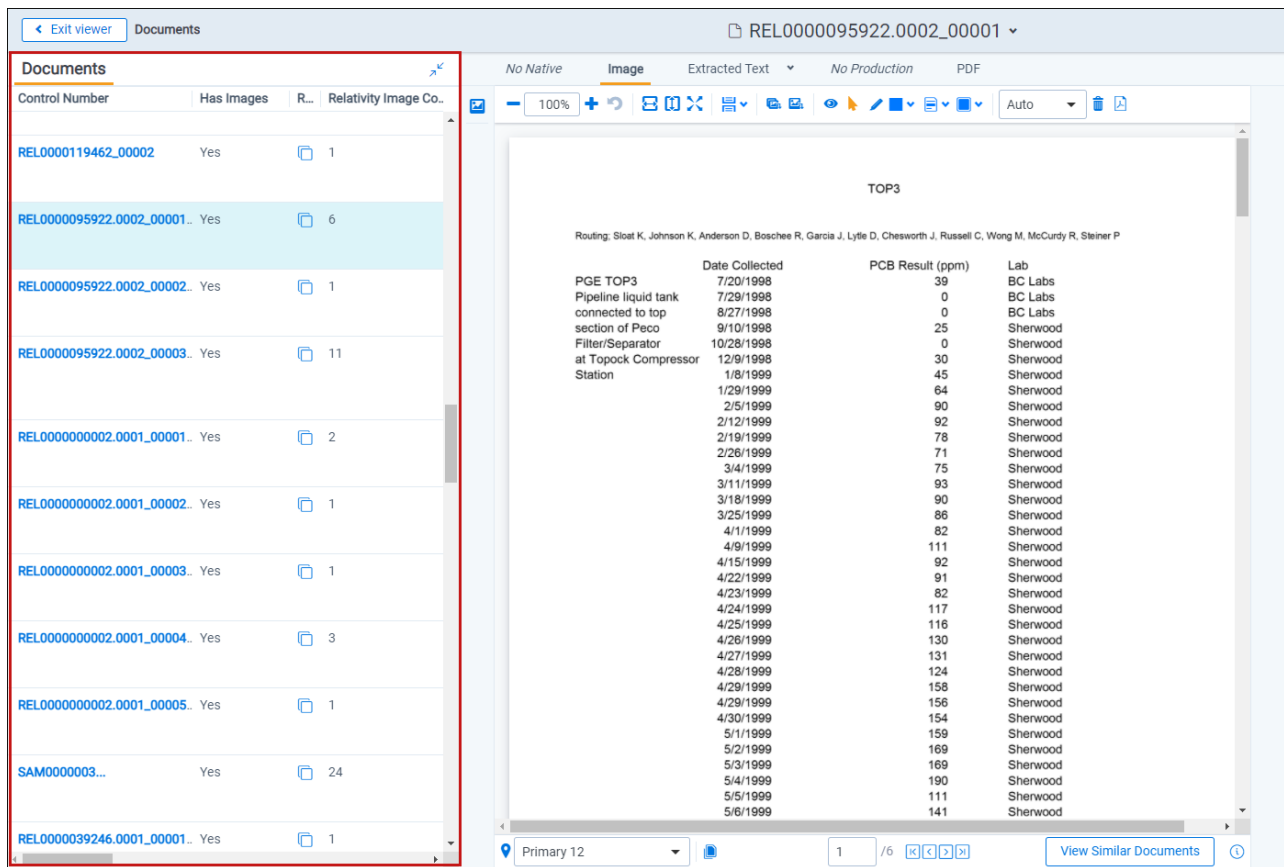 Exit viewer
Documents
REL0000095922.0002_00001
Documents
Control Number Has Images R... Relativity Image Co..
REL0000119462_00002 Yes 1
REL0000095922.0002_00001.. Yes 6
REL0000095922.0002_00002.. Yes 1
REL0000095922.0002_00003.. Yes 11
REL0000000002.0001_00001.. Yes 2
REL0000000002.0001_00002.. Yes 1
REL0000000002.0001_00003.. Yes 1
REL0000000002.0001_00004.. Yes 3
REL0000000002.0001_00005.. Yes 1
SAM0000003... Yes 24
REL0000039246.0001_00001.. Yes 1
No Native Image Extracted Text No Production PDF
100% Auto
TOP3
Routing; Sloat K, Johnson K, Anderson D, Boschee R, Garcia J, Lytle D, Chesworth J, Russell C, Wong M, McCurdy R, Steiner P
Date Collected PCB Result (ppm) Lab
PGE TOP3 7/20/1998 39 BC Labs
Pipeline liquid tank 7/29/1998 0 BC Labs
connected to top 8/27/1998 0 BC Labs
section of Peco 9/10/1998 25 Sherwood
Filter/Separator 10/28/1998 0 Sherwood
at Topock Compressor 12/9/1998 30 Sherwood
Station 1/8/1999 45 Sherwood
1/29/1999 64 Sherwood
2/5/1999 90 Sherwood
2/12/1999 92 Sherwood
2/19/1999 78 Sherwood
2/26/1999 71 Sherwood
3/4/1999 75 Sherwood
3/11/1999 93 Sherwood
3/18/1999 90 Sherwood
3/25/1999 86 Sherwood
4/1/1999 82 Sherwood
4/9/1999 111 Sherwood
4/15/1999 92 Sherwood
4/22/1999 91 Sherwood
4/23/1999 82 Sherwood
4/24/1999 117 Sherwood
4/25/1999 116 Sherwood
4/26/1999 130 Sherwood
4/27/1999 131 Sherwood
4/28/1999 124 Sherwood
4/29/1999 158 Sherwood
4/29/1999 156 Sherwood
4/30/1999 154 Sherwood
5/1/1999 159 Sherwood
5/2/1999 169 Sherwood
5/3/1999 169 Sherwood
5/4/1999 190 Sherwood
5/5/1999 111 Sherwood
5/6/1999 141 Sherwood
Primary 12 1 /6 View Similar Documents